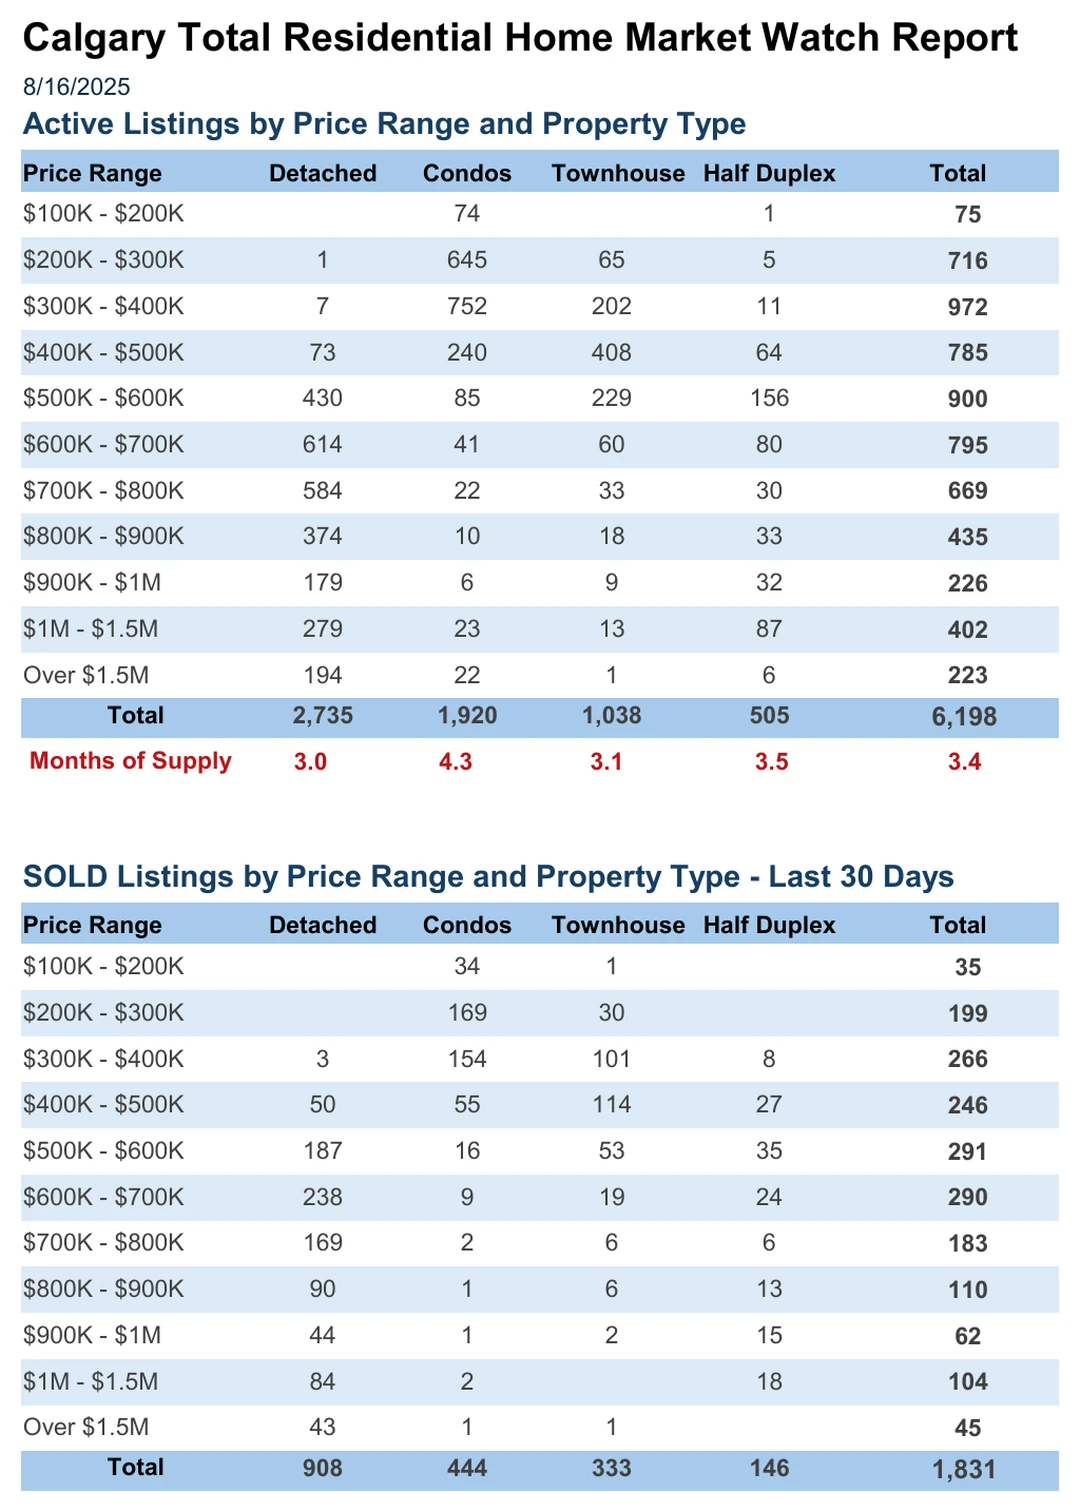 Calgary Total Residential Home Market Watch Report
8/16/2025
Active Listings by Price Range and Property Type
Price Range Detached Condos Townhouse Half Duplex Total
$100K - $200K 74 1 75
$200K - $300K 1 645 65 5 716
$300K - $400K 7 752 202 11 972
$400K - $500K 73 240 408 64 785
$500K - $600K 430 85 229 156 900
$600K - $700K 614 41 60 80 795
$700K - $800K 584 22 33 30 669
$800K - $900K 374 10 18 33 435
$900K - $1M 179 6 9 32 226
$1M - $1.5M 279 23 13 87 402
Over $1.5M 194 22 1 6 223
Total 2,735 1,920 1,038 505 6,198
Months of Supply 3.0 4.3 3.1 3.5 3.4
SOLD Listings by Price Range and Property Type - Last 30 Days
Price Range Detached Condos Townhouse Half Duplex Total
$100K - $200K 34 1 35
$200K - $300K 169 30 199
$300K - $400K 3 154 101 8 266
$400K - $500K 50 55 114 27 246
$500K - $600K 187 16 53 35 291
$600K - $700K 238 9 19 24 290
$700K - $800K 169 2 6 6 183
$800K - $900K 90 1 6 13 110
$900K - $1M 44 1 2 15 62
$1M - $1.5M 84 2 18 104
Over $1.5M 43 1 1 45
Total 908 444 333 146 1,831